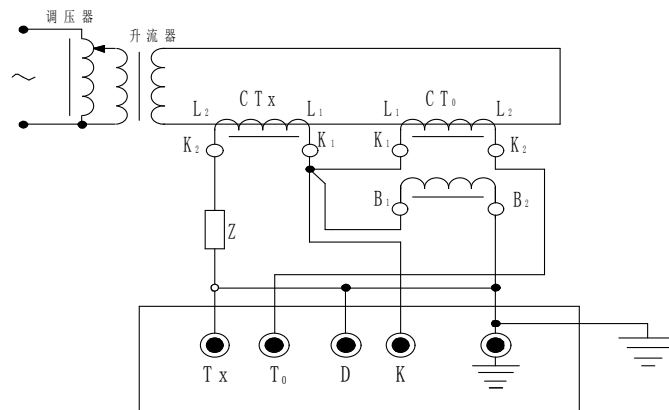 调压器
升流器
~
L₂ CTx L₁ L₁ CT₀ L₂
K₂ K₁ K₁ K₂
B₁ B₂
Z
Tx T₀ D K